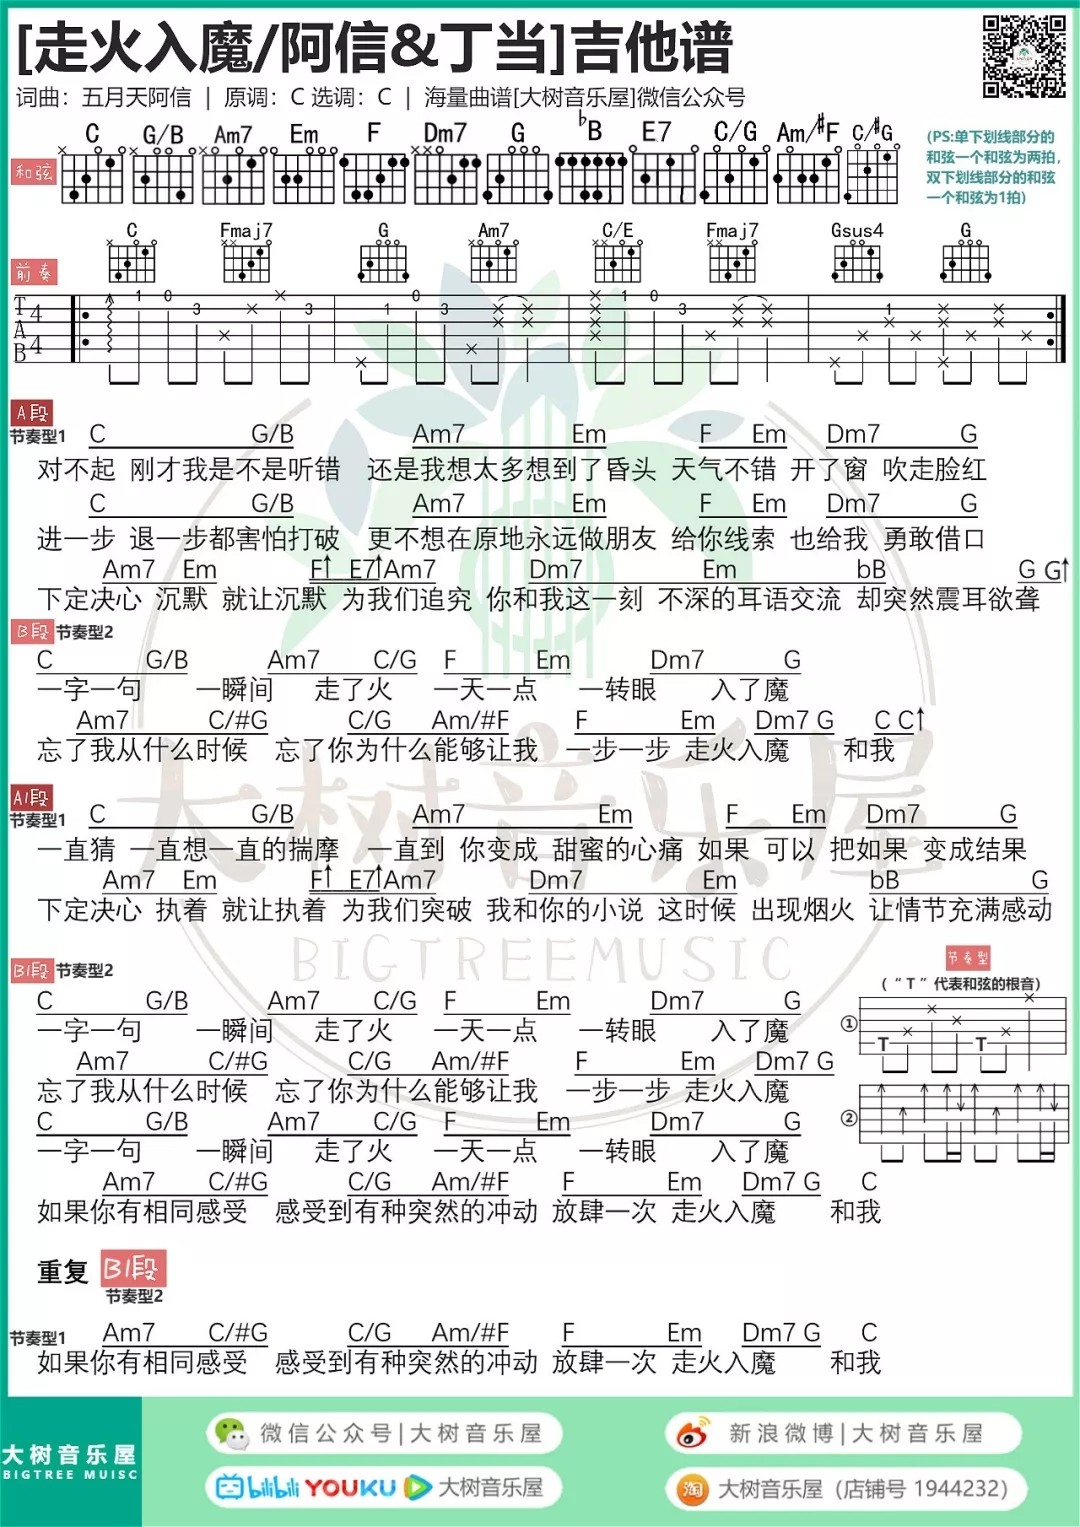 [走火入魔/阿信&丁当]吉他谱
词曲：五月天阿信 | 原调：C 选调：C | 海量曲谱[大树音乐屋]微信公众号
和弦 C G/B Am7 Em F Dm7 G bB E7 C/G Am/#F C/#G
(PS:单下划线部分的
和弦一个和弦为两拍，
双下划线部分的和弦
一个和弦为1拍)
前奏 C Fmaj7 G Am7 C/E Fmaj7 Gsus4 G
T A B 4 4 1 0 3 3 1 0 3 1 0 3 1
A段
节奏型1 C G/B Am7 Em F Em Dm7 G
对不起 刚才我是不是听错 还是我想太多想到了昏头 天气不错 开了窗 吹走脸红
C G/B Am7 Em F Em Dm7 G
进一步 退一步都害怕打破 更不想在原地永远做朋友 给你线索 也给我 勇敢借口
Am7 Em F↑ E7↑Am7 Dm7 Em bB G G↑
下定决心 沉默 就让沉默 为我们追究 你和我这一刻 不深的耳语交流 却突然震耳欲聋
B段 节奏型2
C G/B Am7 C/G F Em Dm7 G
一字一句 一瞬间 走了火 一天一点 一转眼 入了魔
Am7 C/#G C/G Am/#F F Em Dm7 G C C↑
忘了我从什么时候 忘了你为什么能够让我 一步一步 走火入魔 和我
A1段
节奏型1 C G/B Am7 Em F Em Dm7 G
一直猜 一直想一直的揣摩 一直到 你变成 甜蜜的心痛 如果 可以 把如果 变成结果
Am7 Em F↑ E7↑Am7 Dm7 Em bB G
下定决心 执着 就让执着 为我们突破 我和你的小说 这时候 出现烟火 让情节充满感动
大树音乐屋
BIGTREEMUSIC
B1段 节奏型2
C G/B Am7 C/G F Em Dm7 G
一字一句 一瞬间 走了火 一天一点 一转眼 入了魔
Am7 C/#G C/G Am/#F F Em Dm7 G
忘了我从什么时候 忘了你为什么能够让我 一步一步 走火入魔
C G/B Am7 C/G F Em Dm7 G
一字一句 一瞬间 走了火 一天一点 一转眼 入了魔
Am7 C/#G C/G Am/#F F Em Dm7 G C
如果你有相同感受 感受到有种突然的冲动 放肆一次 走火入魔 和我
节奏型
(“T”代表和弦的根音)
① T T
②
重复 B1段
节奏型2
节奏型1 Am7 C/#G C/G Am/#F F Em Dm7 G C
如果你有相同感受 感受到有种突然的冲动 放肆一次 走火入魔 和我
大树音乐屋
BIGTREE MUISC
微信公众号|大树音乐屋
新浪微博|大树音乐屋
bilibili YOUKU 大树音乐屋
淘 大树音乐屋（店铺号 1944232）